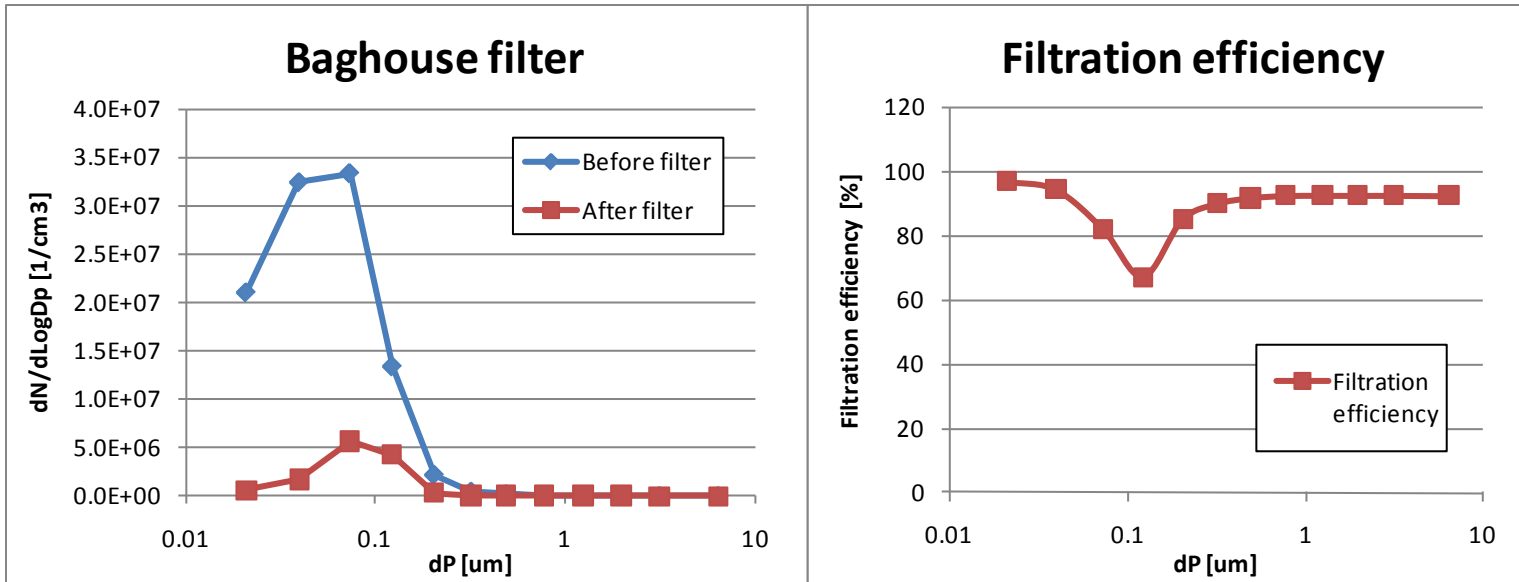 Baghouse filter
4.0E+07
3.5E+07
3.0E+07
2.5E+07
2.0E+07
1.5E+07
1.0E+07
5.0E+06
0.0E+00
dN/dLogDp [1/cm3]
Before filter
After filter
0.01
0.1
1
10
dP [um]
Filtration efficiency
120
100
80
60
40
20
0
Filtration efficiency [%]
Filtration
efficiency
0.01
0.1
1
10
dP [um]